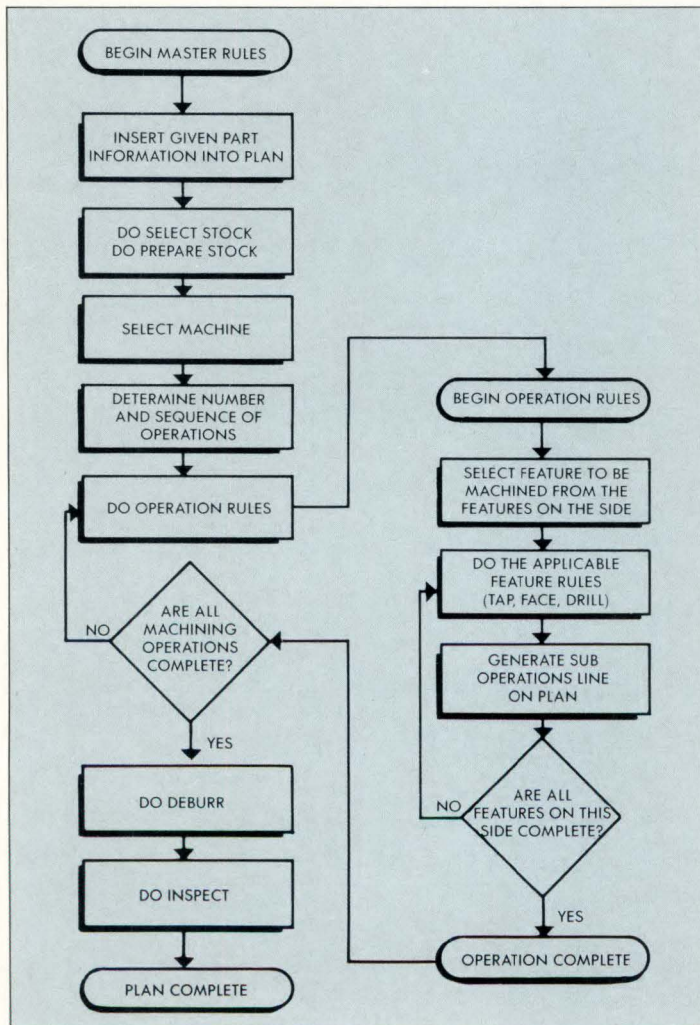 BEGIN MASTER RULES
INSERT GIVEN PART
INFORMATION INTO PLAN
DO SELECT STOCK
DO PREPARE STOCK
SELECT MACHINE
DETERMINE NUMBER
AND SEQUENCE OF
OPERATIONS
DO OPERATION RULES
ARE ALL
MACHINING
OPERATIONS
COMPLETE?
NO
YES
DO DEBURR
DO INSPECT
PLAN COMPLETE
BEGIN OPERATION RULES
SELECT FEATURE TO BE
MACHINED FROM THE
FEATURES ON THE SIDE
DO THE APPLICABLE
FEATURE RULES
(TAP, FACE, DRILL)
GENERATE SUB
OPERATIONS LINE
ON PLAN
ARE ALL
FEATURES ON THIS
SIDE COMPLETE?
NO
YES
OPERATION COMPLETE